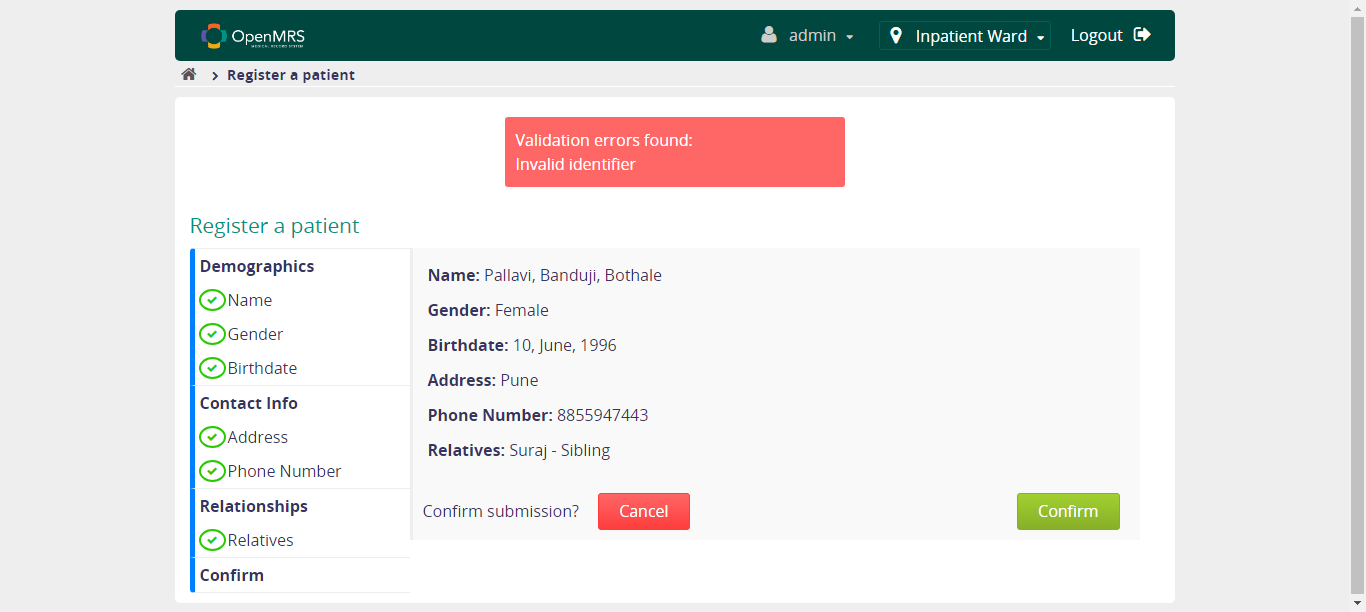 OpenMRS
MEDICAL RECORD SYSTEM
admin
Inpatient Ward
Logout
Register a patient
Validation errors found:
Invalid identifier
Register a patient
Demographics
Name
Gender
Birthdate
Contact Info
Address
Phone Number
Relationships
Relatives
Confirm
Name: Pallavi, Banduji, Bothale
Gender: Female
Birthdate: 10, June, 1996
Address: Pune
Phone Number: 8855947443
Relatives: Suraj - Sibling
Confirm submission?
Cancel
Confirm